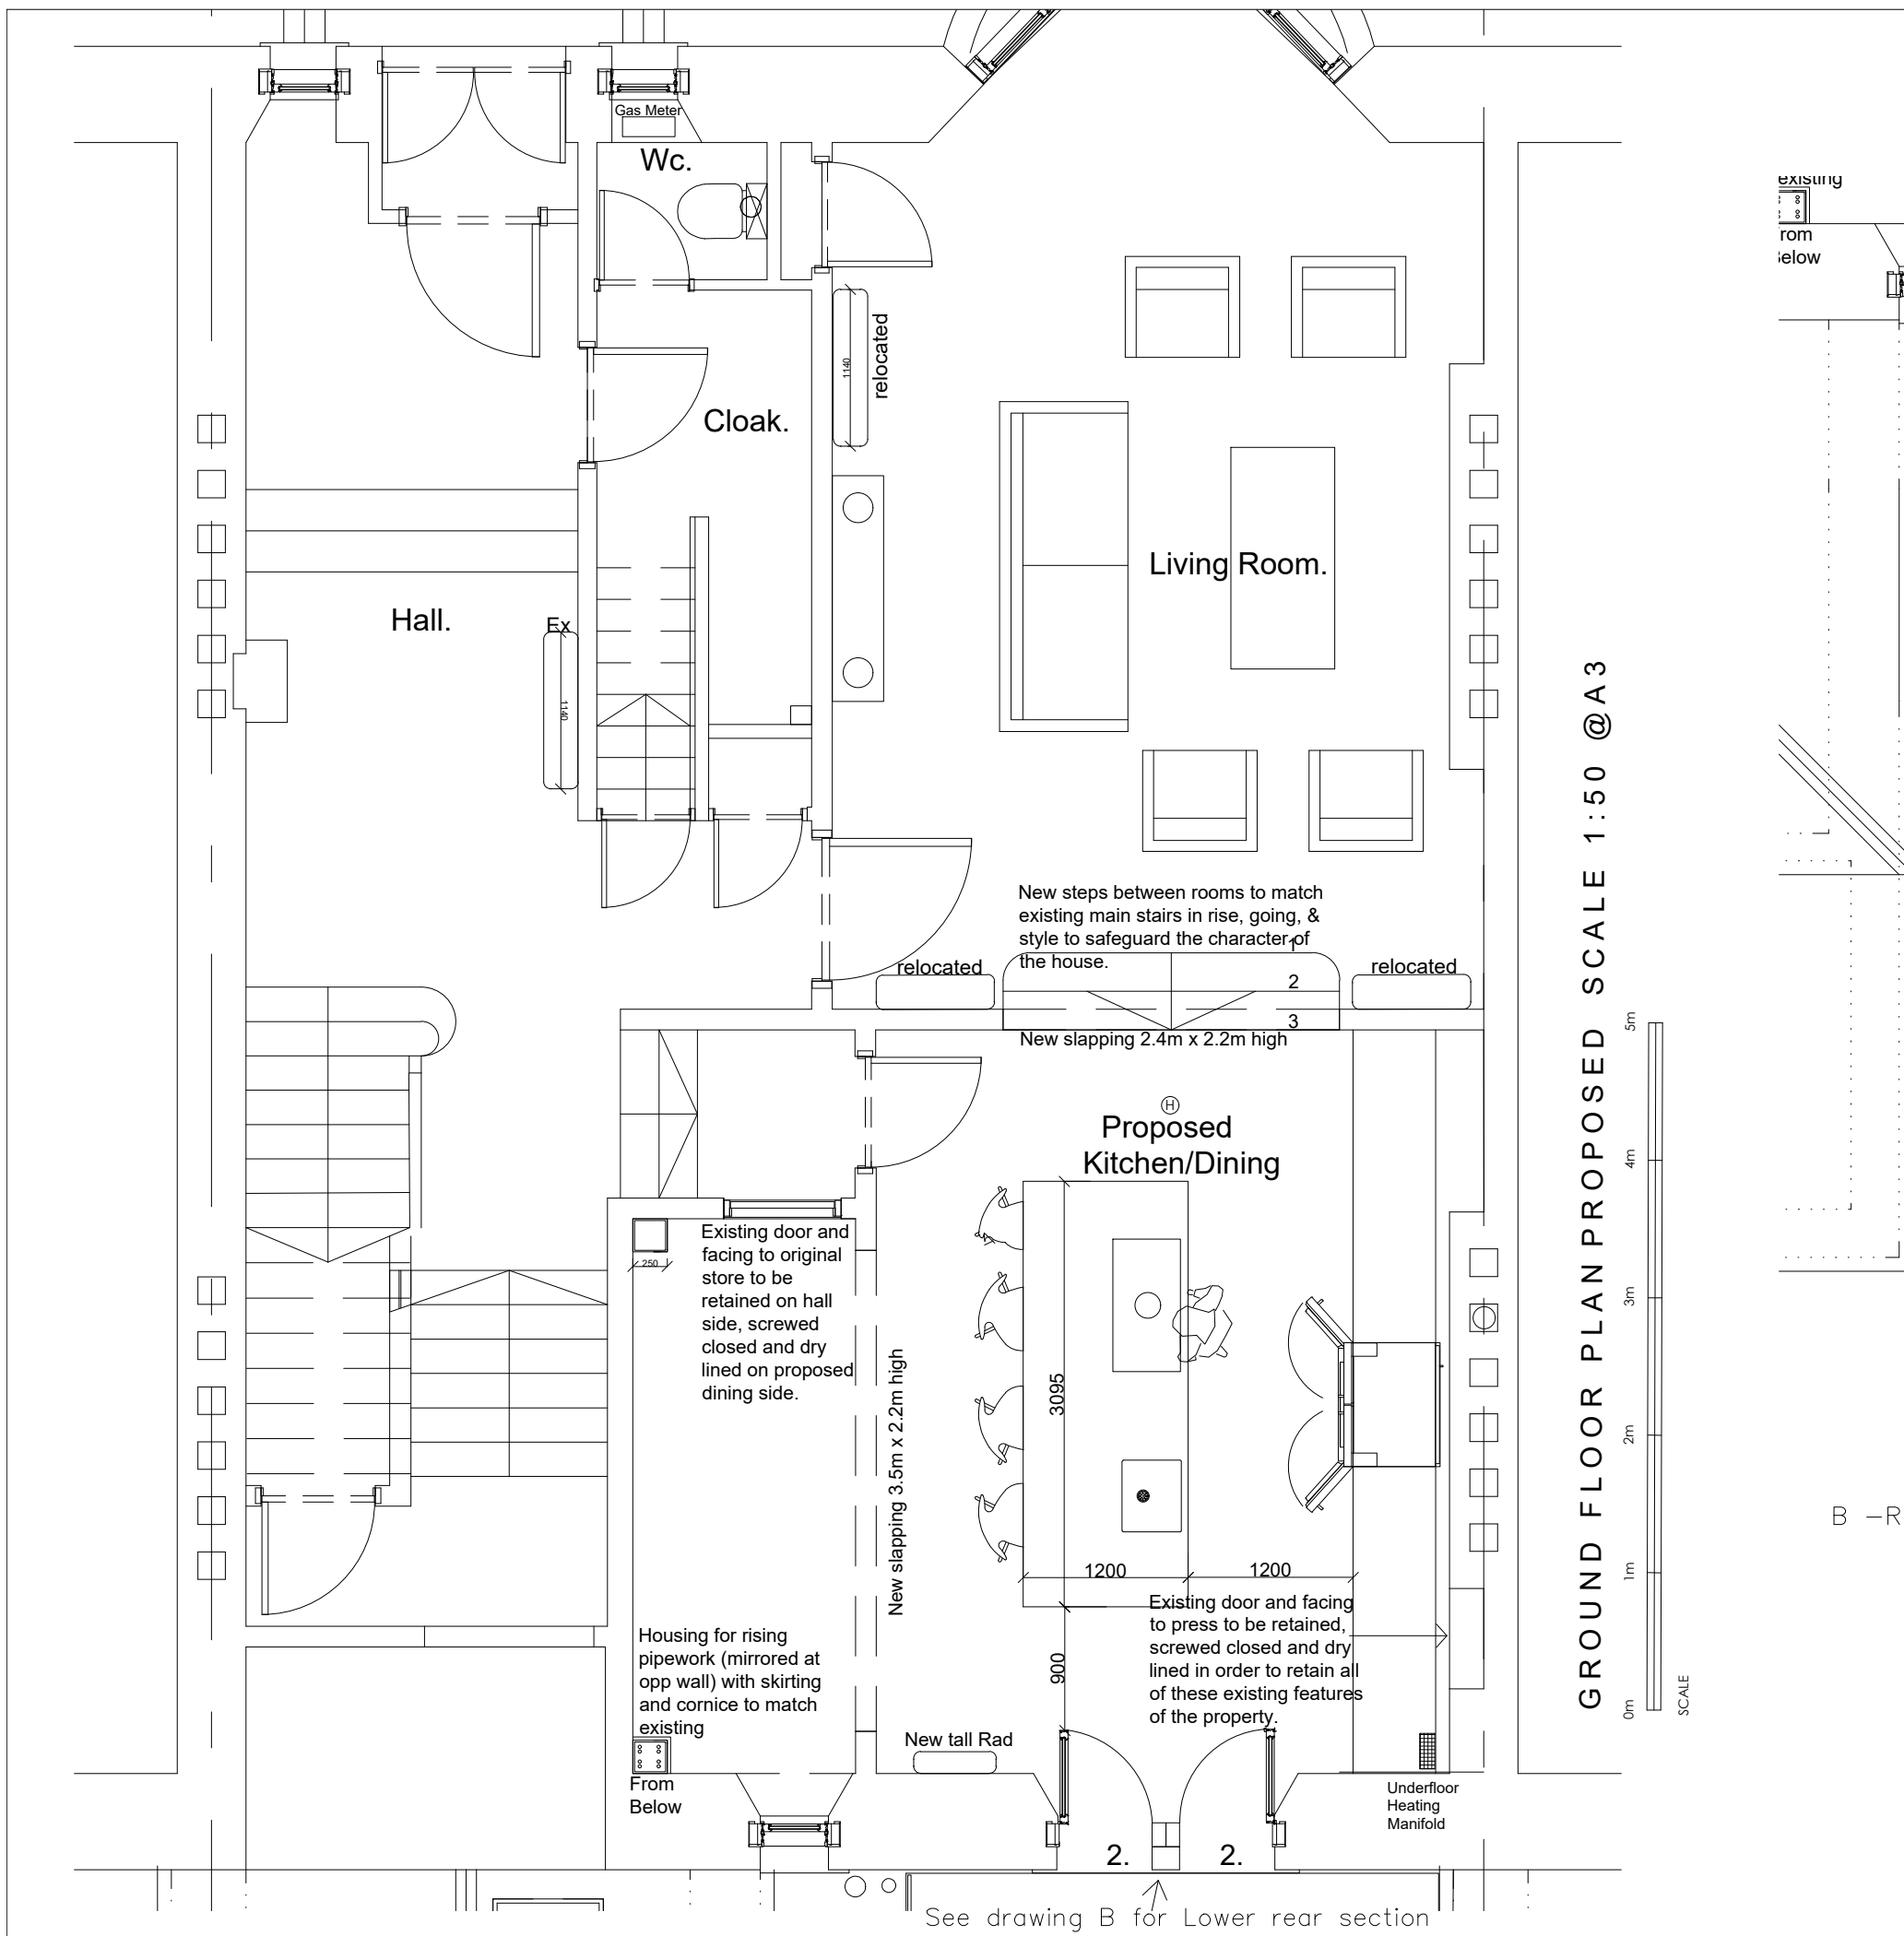 Gas Meter
Wc.
existing
rom
Below
relocated
1140
Cloak.
Living Room.
Hall.
Ex
1140
New steps between rooms to match
existing main stairs in rise, going, &
style to safeguard the character of
the house.
1
2
3
relocated
relocated
New slapping 2.4m x 2.2m high
H
Proposed
Kitchen/Dining
Existing door and
facing to original
store to be
retained on hall
side, screwed
closed and dry
lined on proposed
dining side.
250
New slapping 3.5m x 2.2m high
3095
1200
1200
900
Existing door and facing
to press to be retained,
screwed closed and dry
lined in order to retain all
of these existing features
of the property.
Housing for rising
pipework (mirrored at
opp wall) with skirting
and cornice to match
existing
From
Below
New tall Rad
Underfloor
Heating
Manifold
2.
2.
See drawing B for Lower rear section
GROUND FLOOR PLAN PROPOSED SCALE 1:50 @A3
5m
4m
3m
2m
1m
0m
SCALE
B -R